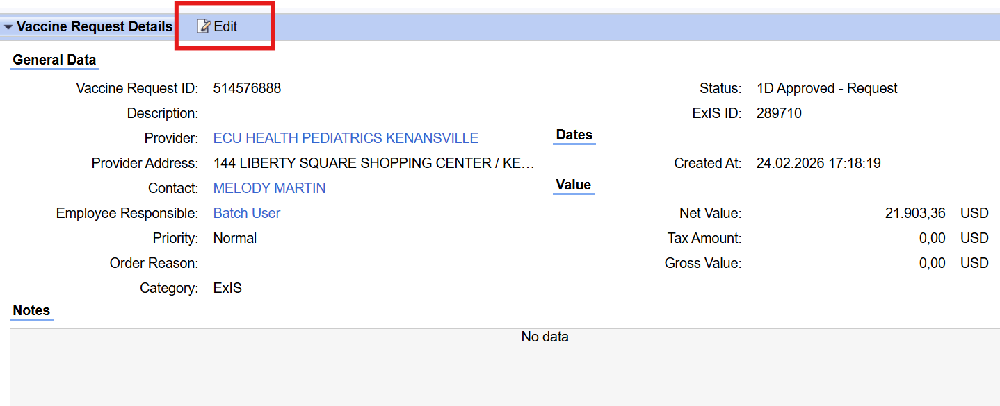 Vaccine Request Details Edit
General Data
Vaccine Request ID: 514576888
Status: 1D Approved - Request
Description:
ExIS ID: 289710
Provider: ECU HEALTH PEDIATRICS KENANSVILLE
Dates
Provider Address: 144 LIBERTY SQUARE SHOPPING CENTER / KE…
Created At: 24.02.2026 17:18:19
Contact: MELODY MARTIN
Value
Employee Responsible: Batch User
Net Value: 21.903,36 USD
Priority: Normal
Tax Amount: 0,00 USD
Order Reason:
Gross Value: 0,00 USD
Category: ExIS
Notes
No data